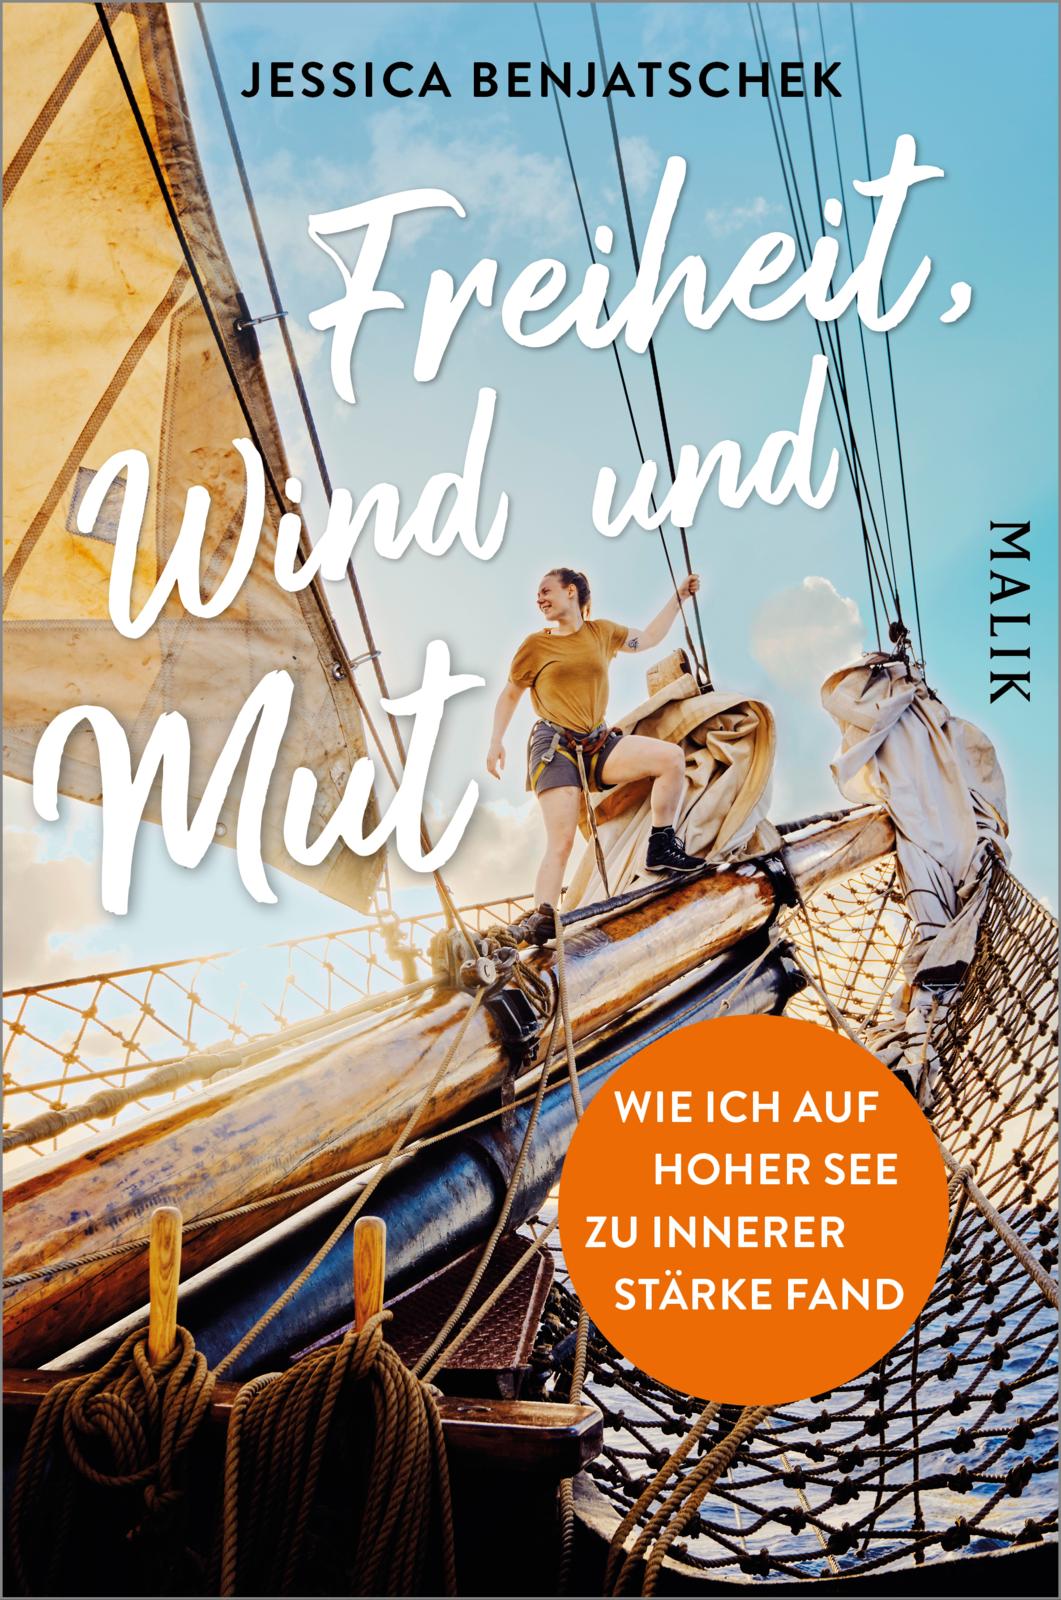 JESSICA BENJATSCHEK
Freiheit,
Wind und
Mut
MALIK
WIE ICH AUF
HOHER SEE
ZU INNERER
STÄRKE FAND